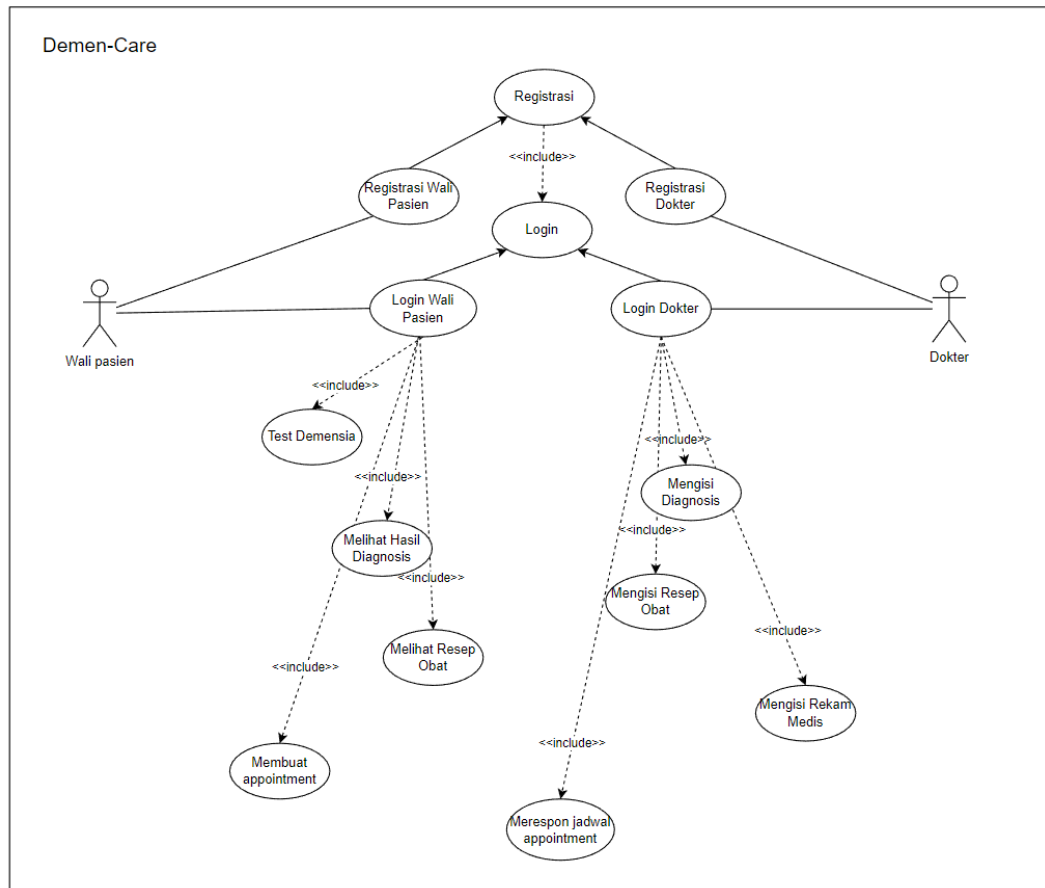 Demen-Care
Registrasi
<<include>>
Registrasi Wali
Pasien
Registrasi
Dokter
Login
Login Wali
Pasien
Login Dokter
Wali pasien
Dokter
<<include>>
Test Demensia
<<include>>
<<include>>
Mengisi
Diagnosis
<<include>>
Melihat Hasil
Diagnosis
<<include>>
<<include>>
Mengisi Resep
Obat
<<include>>
Melihat Resep
Obat
<<include>>
Mengisi Rekam
Medis
<<include>>
Membuat
appointment
Merespon jadwal
appointment